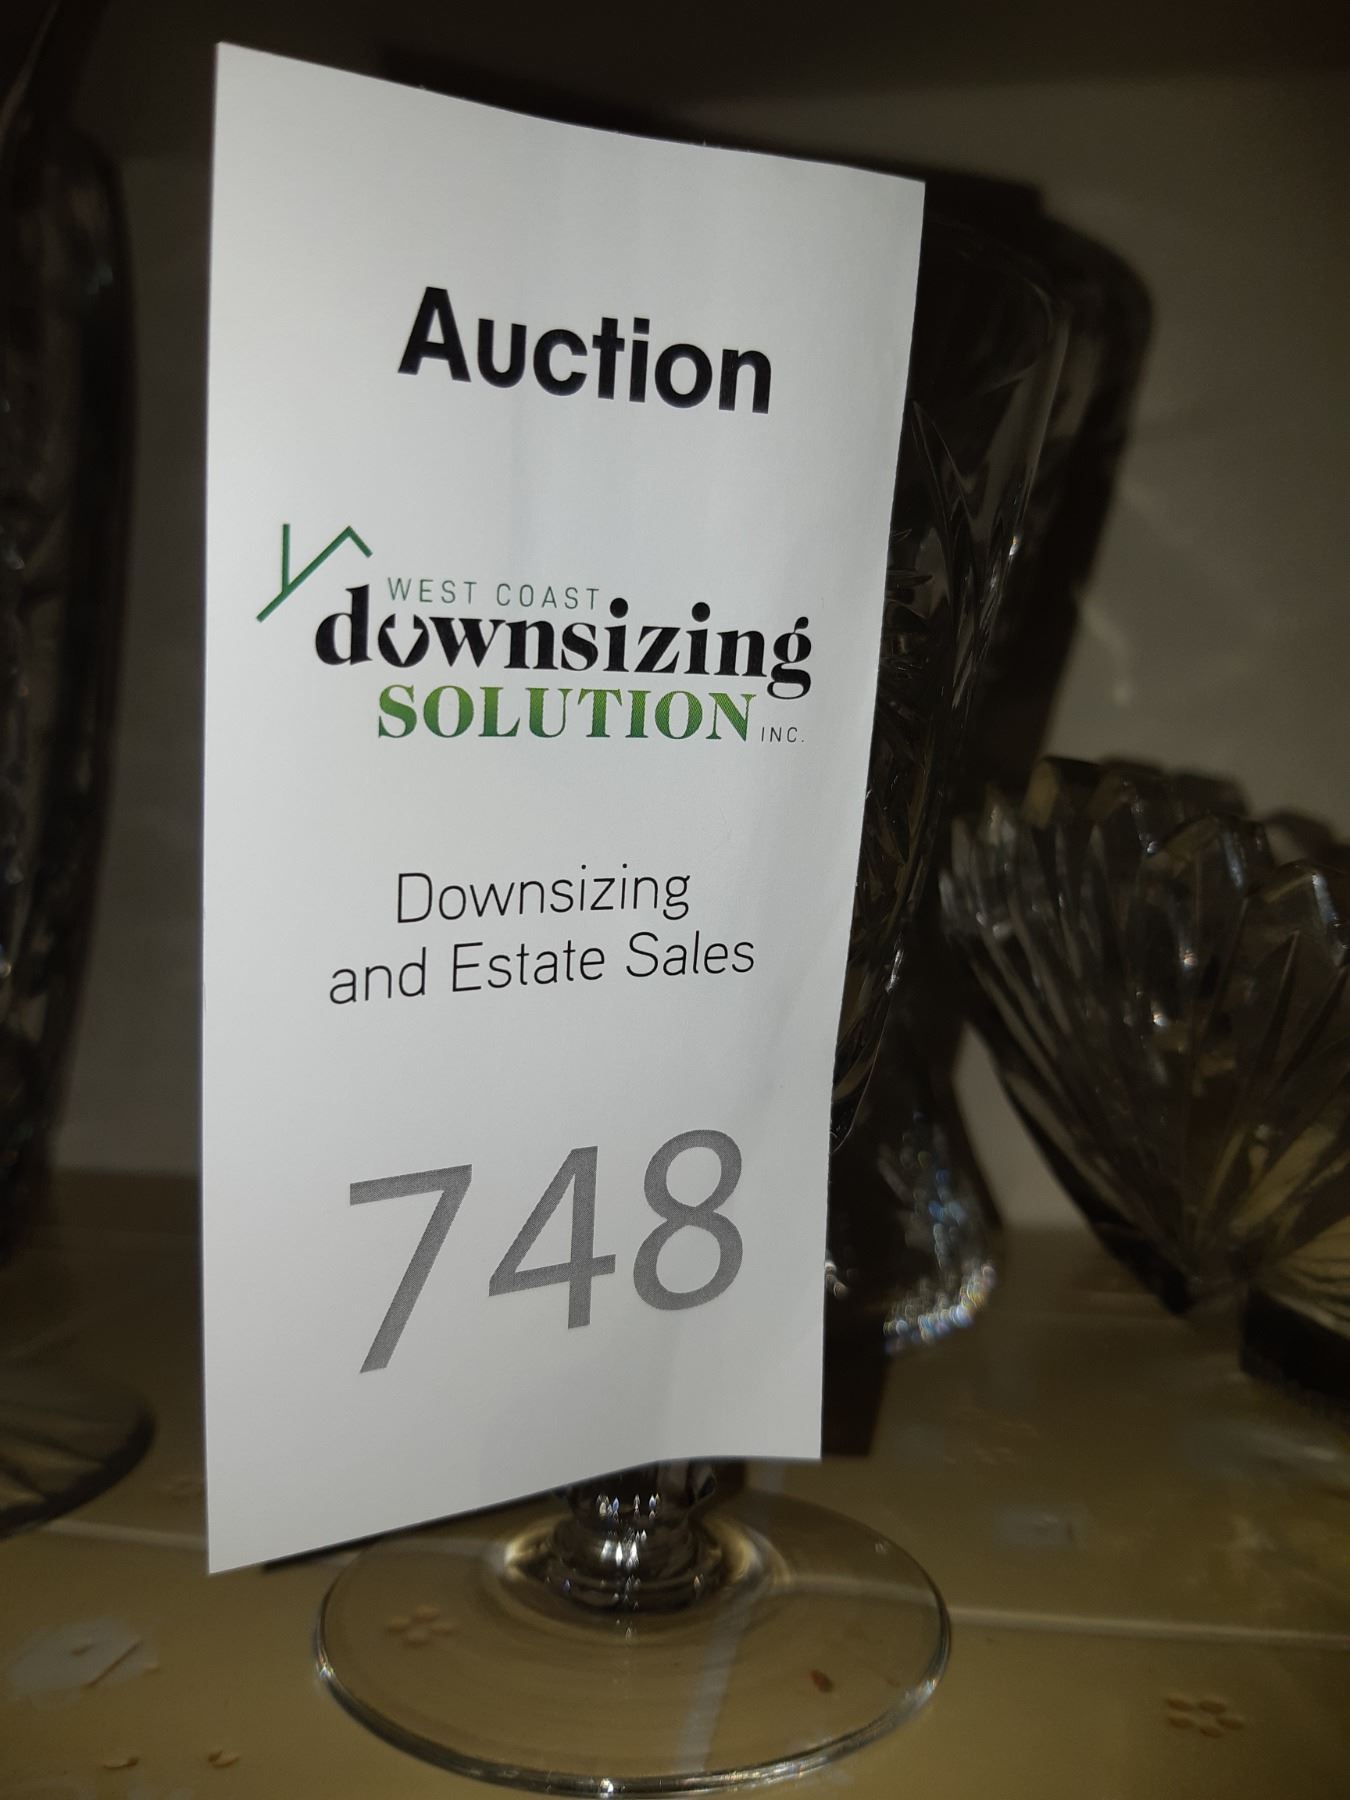 Auction
WEST COAST
downsizing
SOLUTION INC.
Downsizing
and Estate Sales
748